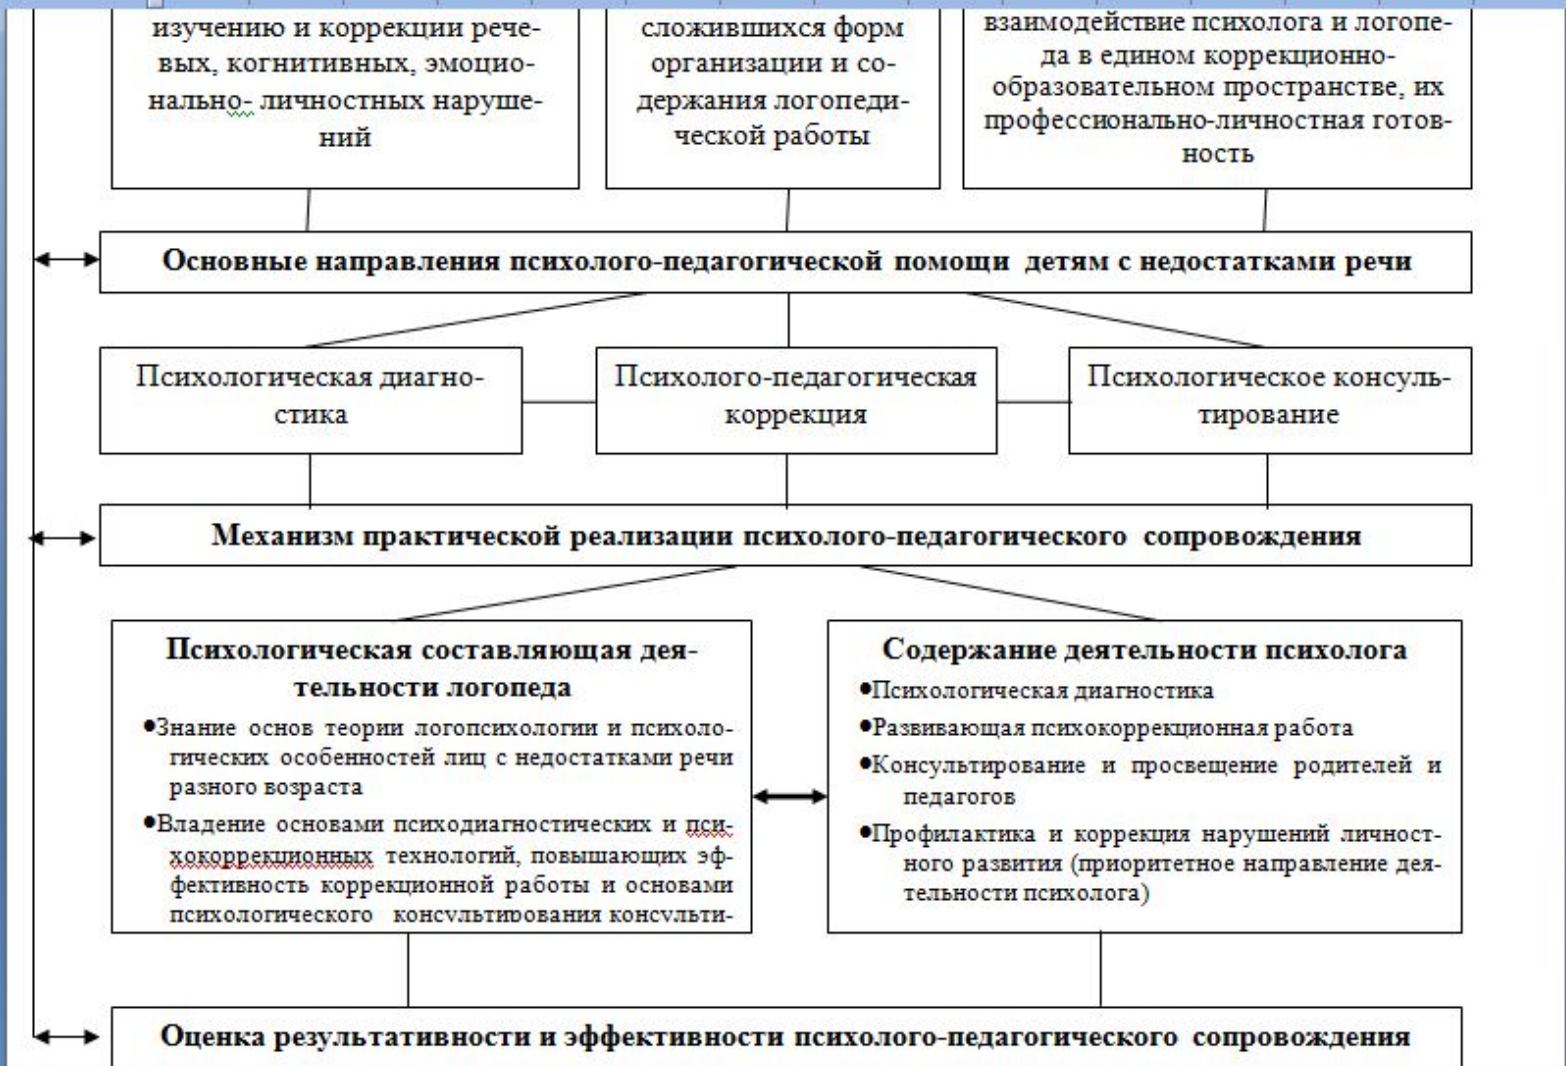 изучению и коррекции рече-
вых, когнитивных, эмоцио-
нально- личностных наруше-
ний
сложившихся форм
организации и со-
держания логопеди-
ческой работы
взаимодействие психолога и логопе-
да в едином коррекционно-
образовательном пространстве, их
профессионально-личностная готов-
ность
Основные направления психолого-педагогической помощи детям с недостатками речи
Психологическая диагно-
стика
Психолого-педагогическая
коррекция
Психологическое консуль-
тирование
Механизм практической реализации психолого-педагогического сопровождения
Психологическая составляющая дея-
тельности логопеда
●Знание основ теории логопсихологии и психоло-
гических особенностей лиц с недостатками речи
разного возраста
●Владение основами психодиагностических и пси-
хокоррекционных технологий, повышающих эф-
фективность коррекционной работы и основами
психологического консультирования консульти-
Содержание деятельности психолога
●Психологическая диагностика
●Развивающая психокоррекционная работа
●Консультирование и просвещение родителей и
педагогов
●Профилактика и коррекция нарушений личност-
ного развития (приоритетное направление дея-
тельности психолога)
Оценка результативности и эффективности психолого-педагогического сопровождения